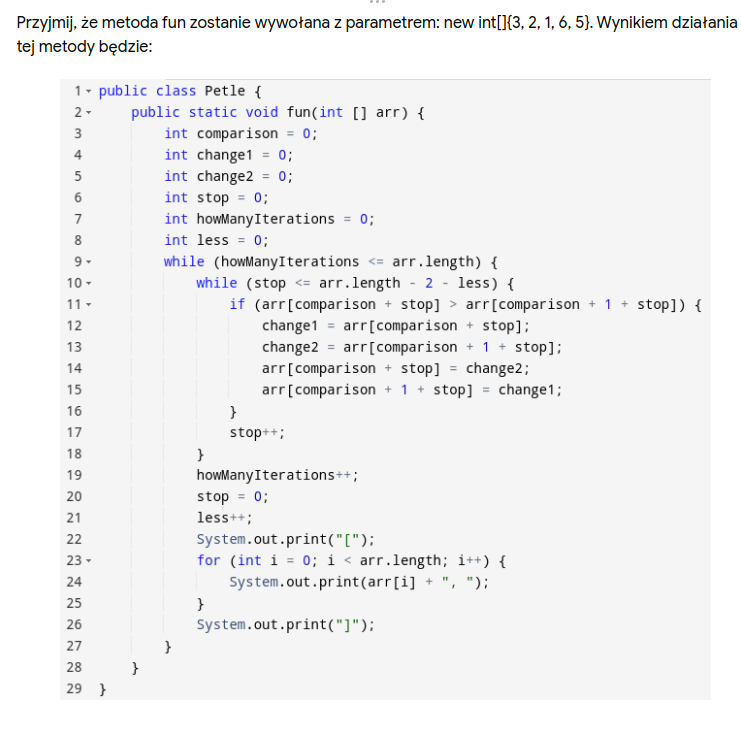 Przyjmij, że metoda fun zostanie wywołana z parametrem: new int[]{3, 2, 1, 6, 5}. Wynikiem działania
tej metody będzie:
1 public class Petle {
2     public static void fun(int [] arr) {
3         int comparison = 0;
4         int change1 = 0;
5         int change2 = 0;
6         int stop = 0;
7         int howManyIterations = 0;
8         int less = 0;
9         while (howManyIterations <= arr.length) {
10             while (stop <= arr.length - 2 - less) {
11                 if (arr[comparison + stop] > arr[comparison + 1 + stop]) {
12                     change1 = arr[comparison + stop];
13                     change2 = arr[comparison + 1 + stop];
14                     arr[comparison + stop] = change2;
15                     arr[comparison + 1 + stop] = change1;
16                 }
17                 stop++;
18             }
19             howManyIterations++;
20             stop = 0;
21             less++;
22             System.out.print("[");
23             for (int i = 0; i < arr.length; i++) {
24                 System.out.print(arr[i] + ", ");
25             }
26             System.out.print("]");
27         }
28     }
29 }